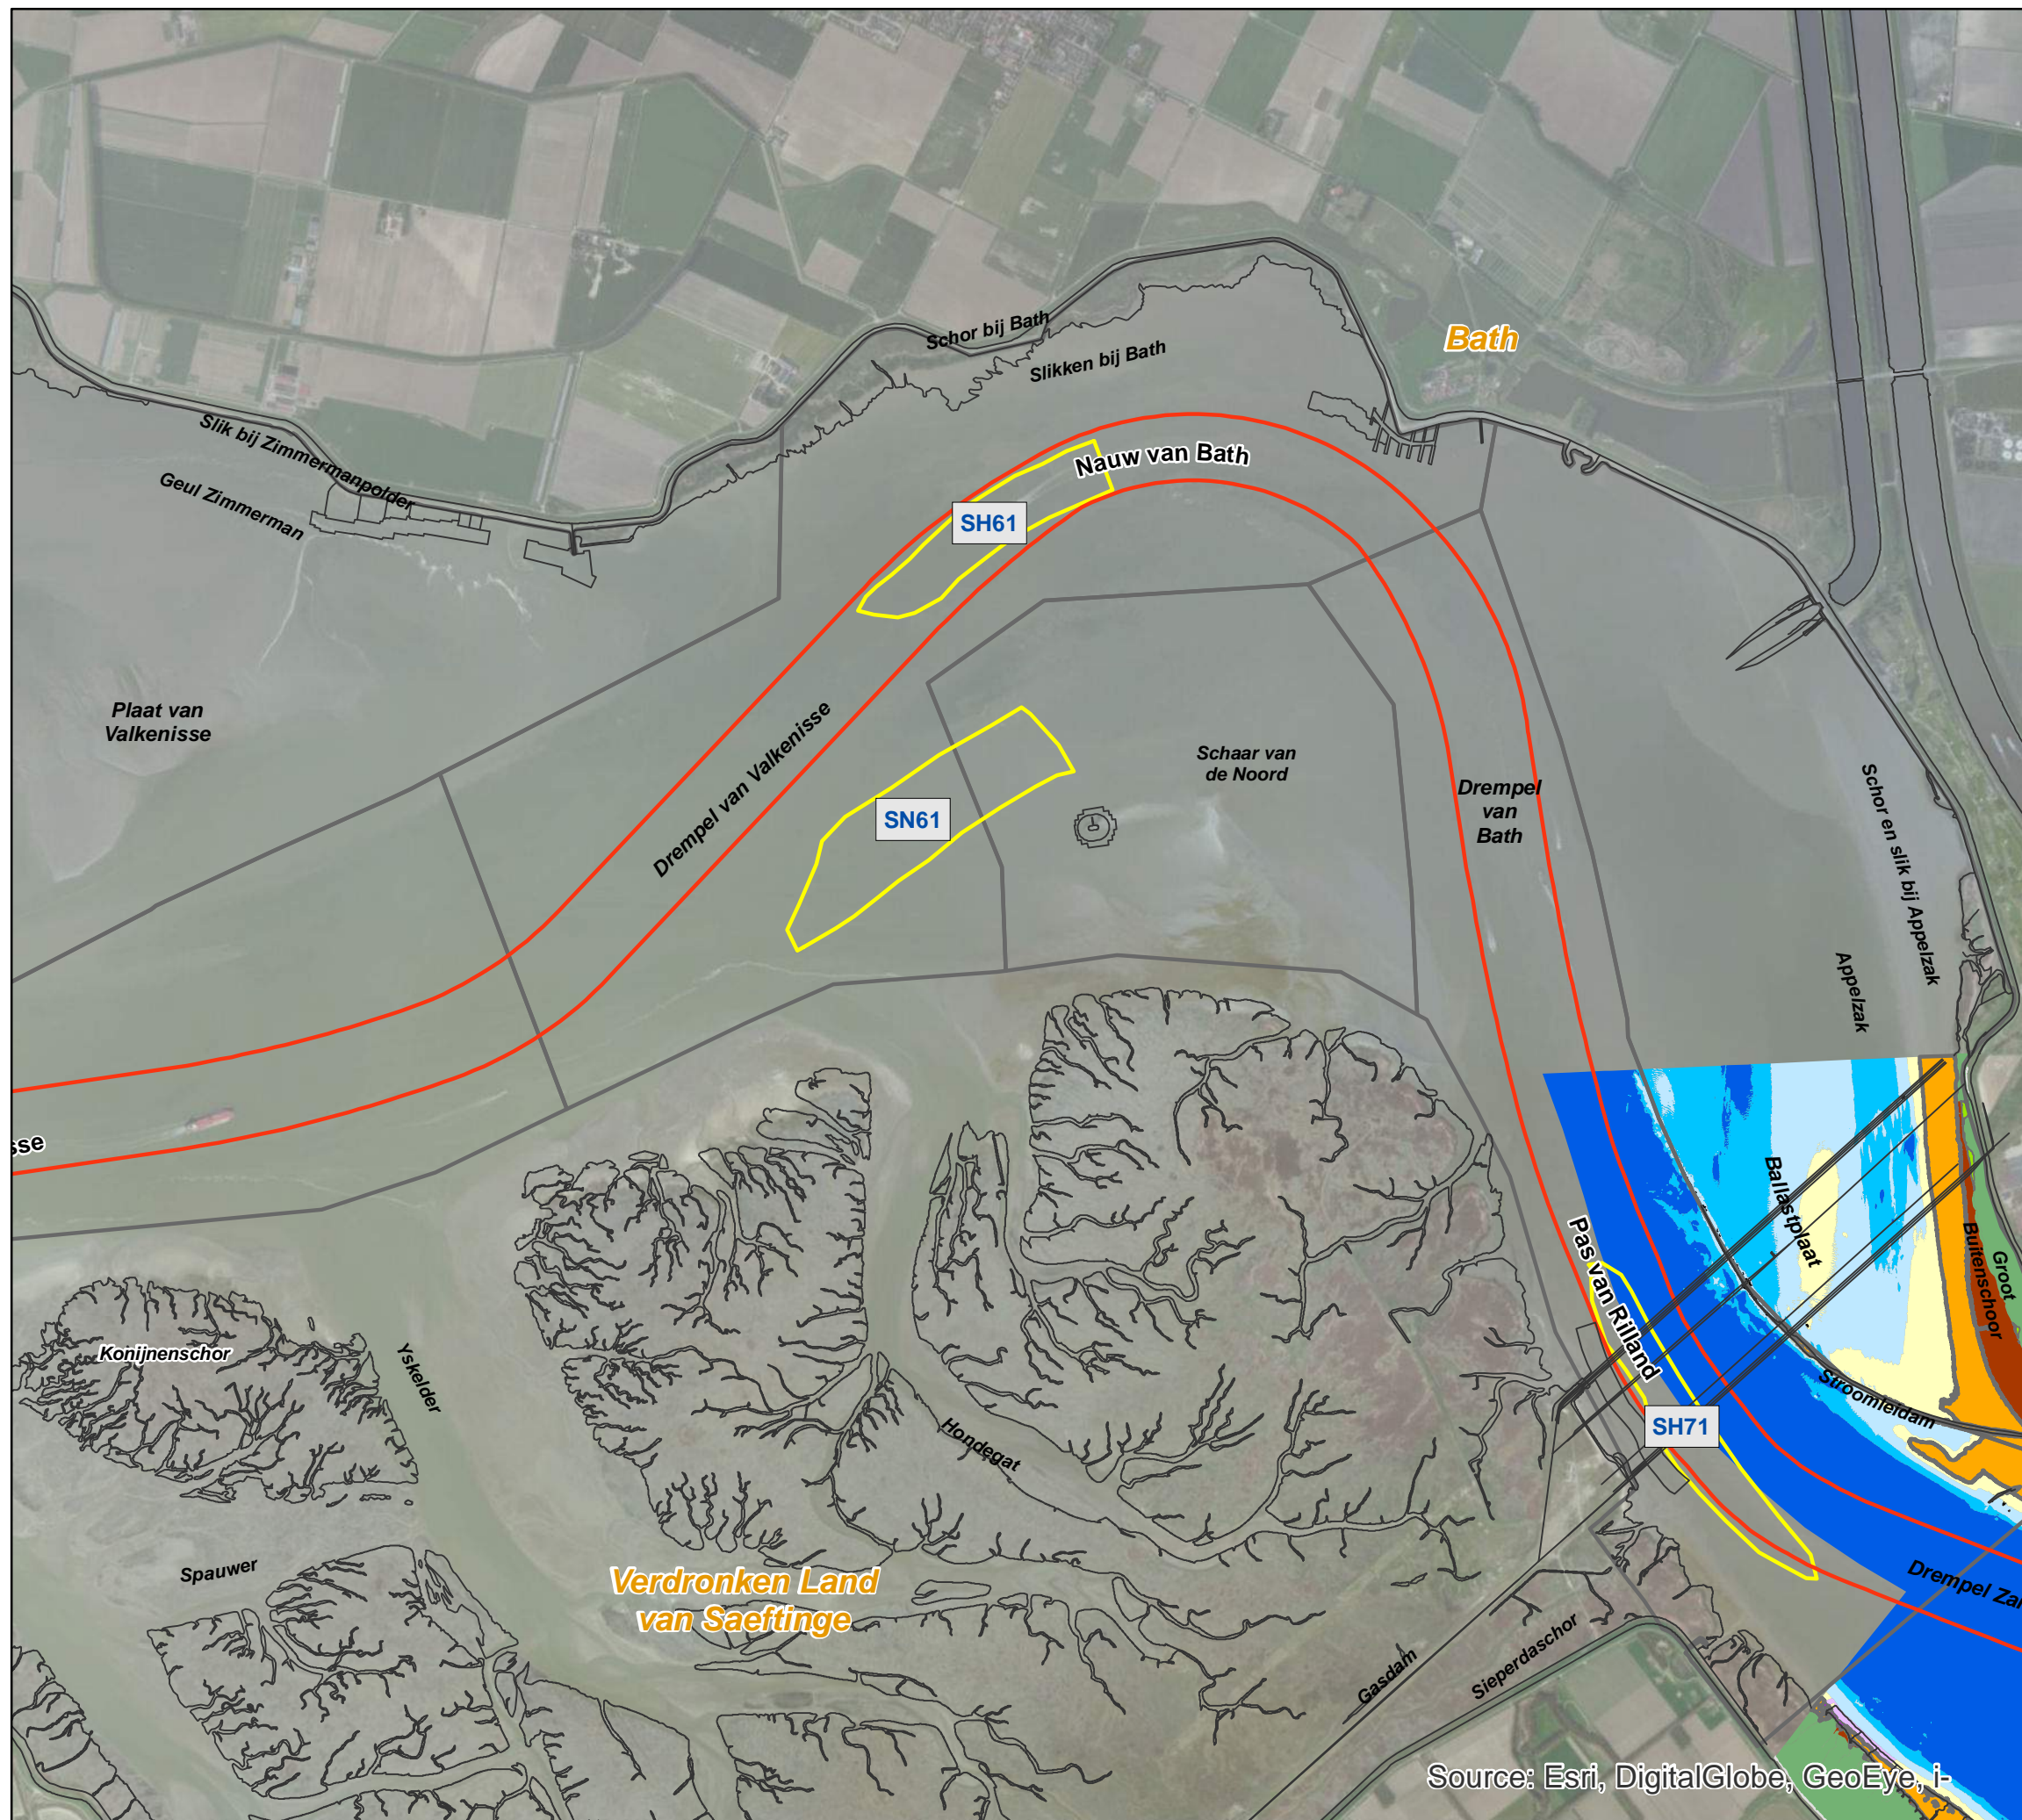 Bath
Schor bij Bath
Slikken bij Bath
Slik bij Zimmermanpolder
Geul Zimmerman
Nauw van Bath
SH61
Plaat van
Valkenisse
Drempel van Valkenisse
Schaar van
de Noord
SN61
Drempel
van
Bath
Schor en slik bij Appelzak
Appelzak
sse
Ballastplaat
Groot
Buitenschoor
Pas van Rilland
Konijnenschor
Yskelder
Stroomleidam
SH71
Hondegat
Spauwer
Verdronken Land
van Saeftinge
Drempel Za
Gasdam
Sieperdaschor
Source: Esri, DigitalGlobe, GeoEye, i-